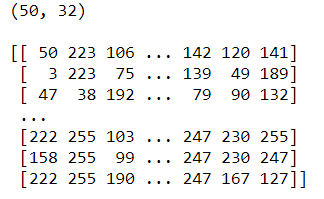 (50, 32)
[[ 50 223 106 ... 142 120 141]
[ 3 223 75 ... 139 49 189]
[ 47 38 192 ... 79 90 132]
...
[222 255 103 ... 247 230 255]
[158 255 99 ... 247 230 247]
[222 255 190 ... 247 167 127]]